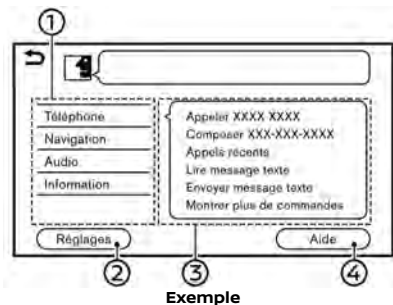 ①
Téléphone
Navigation
Audio
Information
Appeler XXXX XXXX
Composer XXX-XXX-XXXX
Appels récents
Lire message texte
Envoyer message texte
Montrer plus de commandes
Réglages
Aide
②
③
④
Exemple